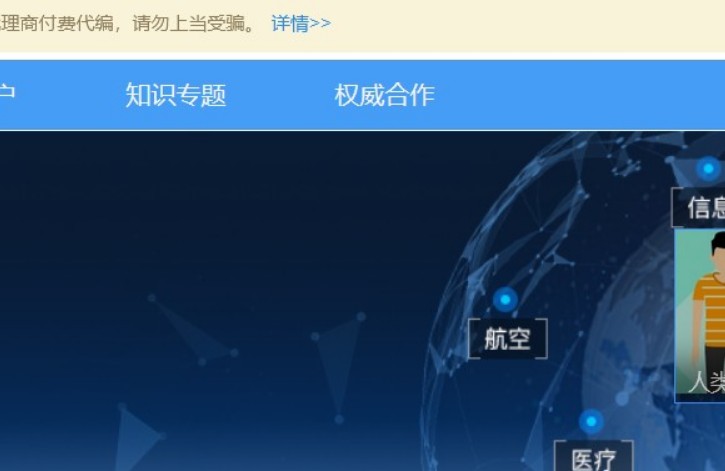 理商付费代编，请勿上当受骗。 详情>>
户 知识专题 权威合作
信息
航空
人类
医疗